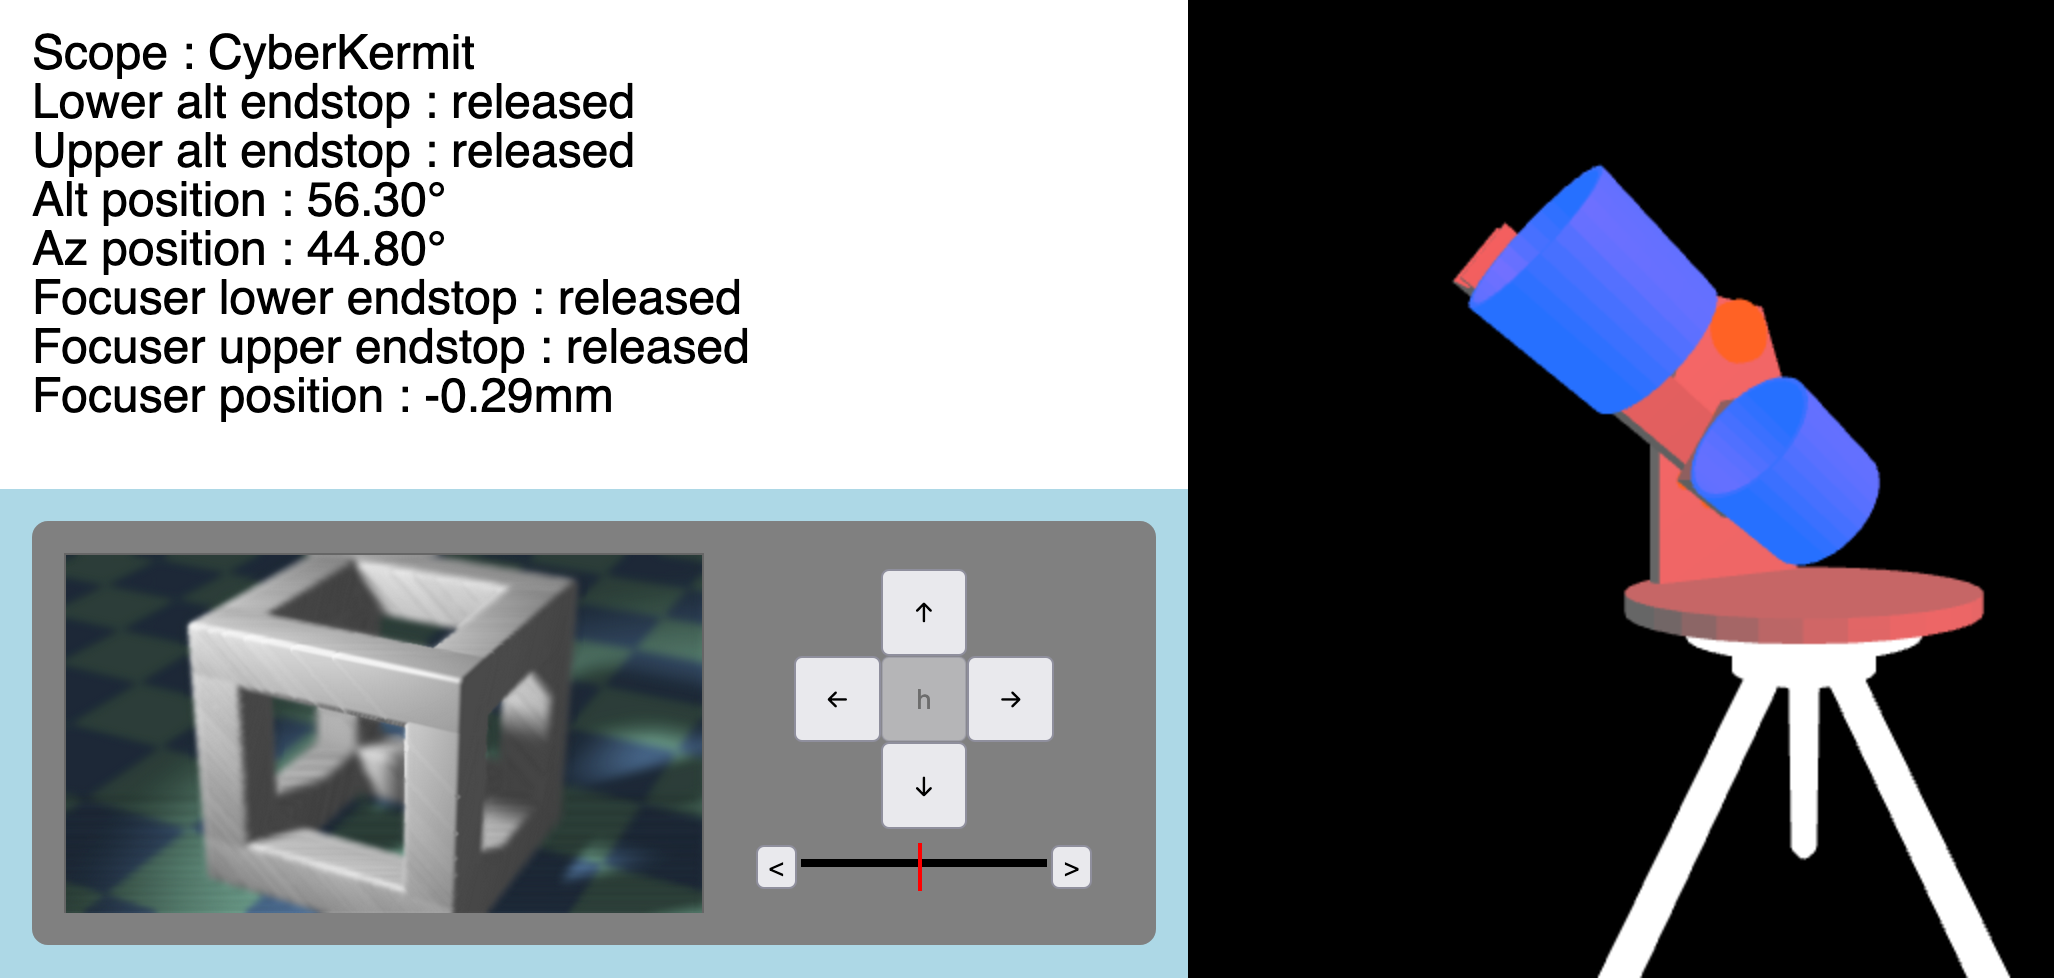 Scope : CyberKermit
Lower alt endstop : released
Upper alt endstop : released
Alt position : 56.30°
Az position : 44.80°
Focuser lower endstop : released
Focuser upper endstop : released
Focuser position : -0.29mm
↑
← h →
↓
< >